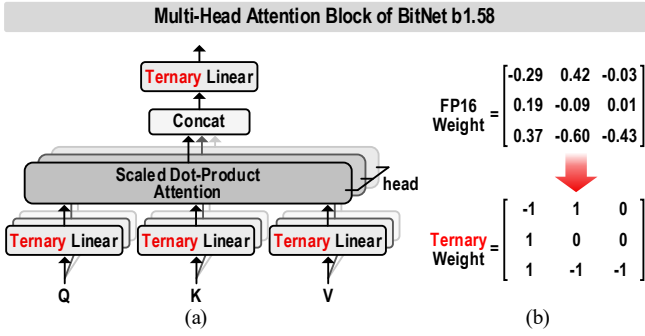 Multi-Head Attention Block of BitNet b1.58
Ternary Linear
Concat
Scaled Dot-Product
Attention
head
Ternary Linear
Ternary Linear
Ternary Linear
Q
K
V
(a)
FP16
Weight
=
-0.29 0.42 -0.03
0.19 -0.09 0.01
0.37 -0.60 -0.43
Ternary
Weight
=
-1 1 0
1 0 0
1 -1 -1
(b)